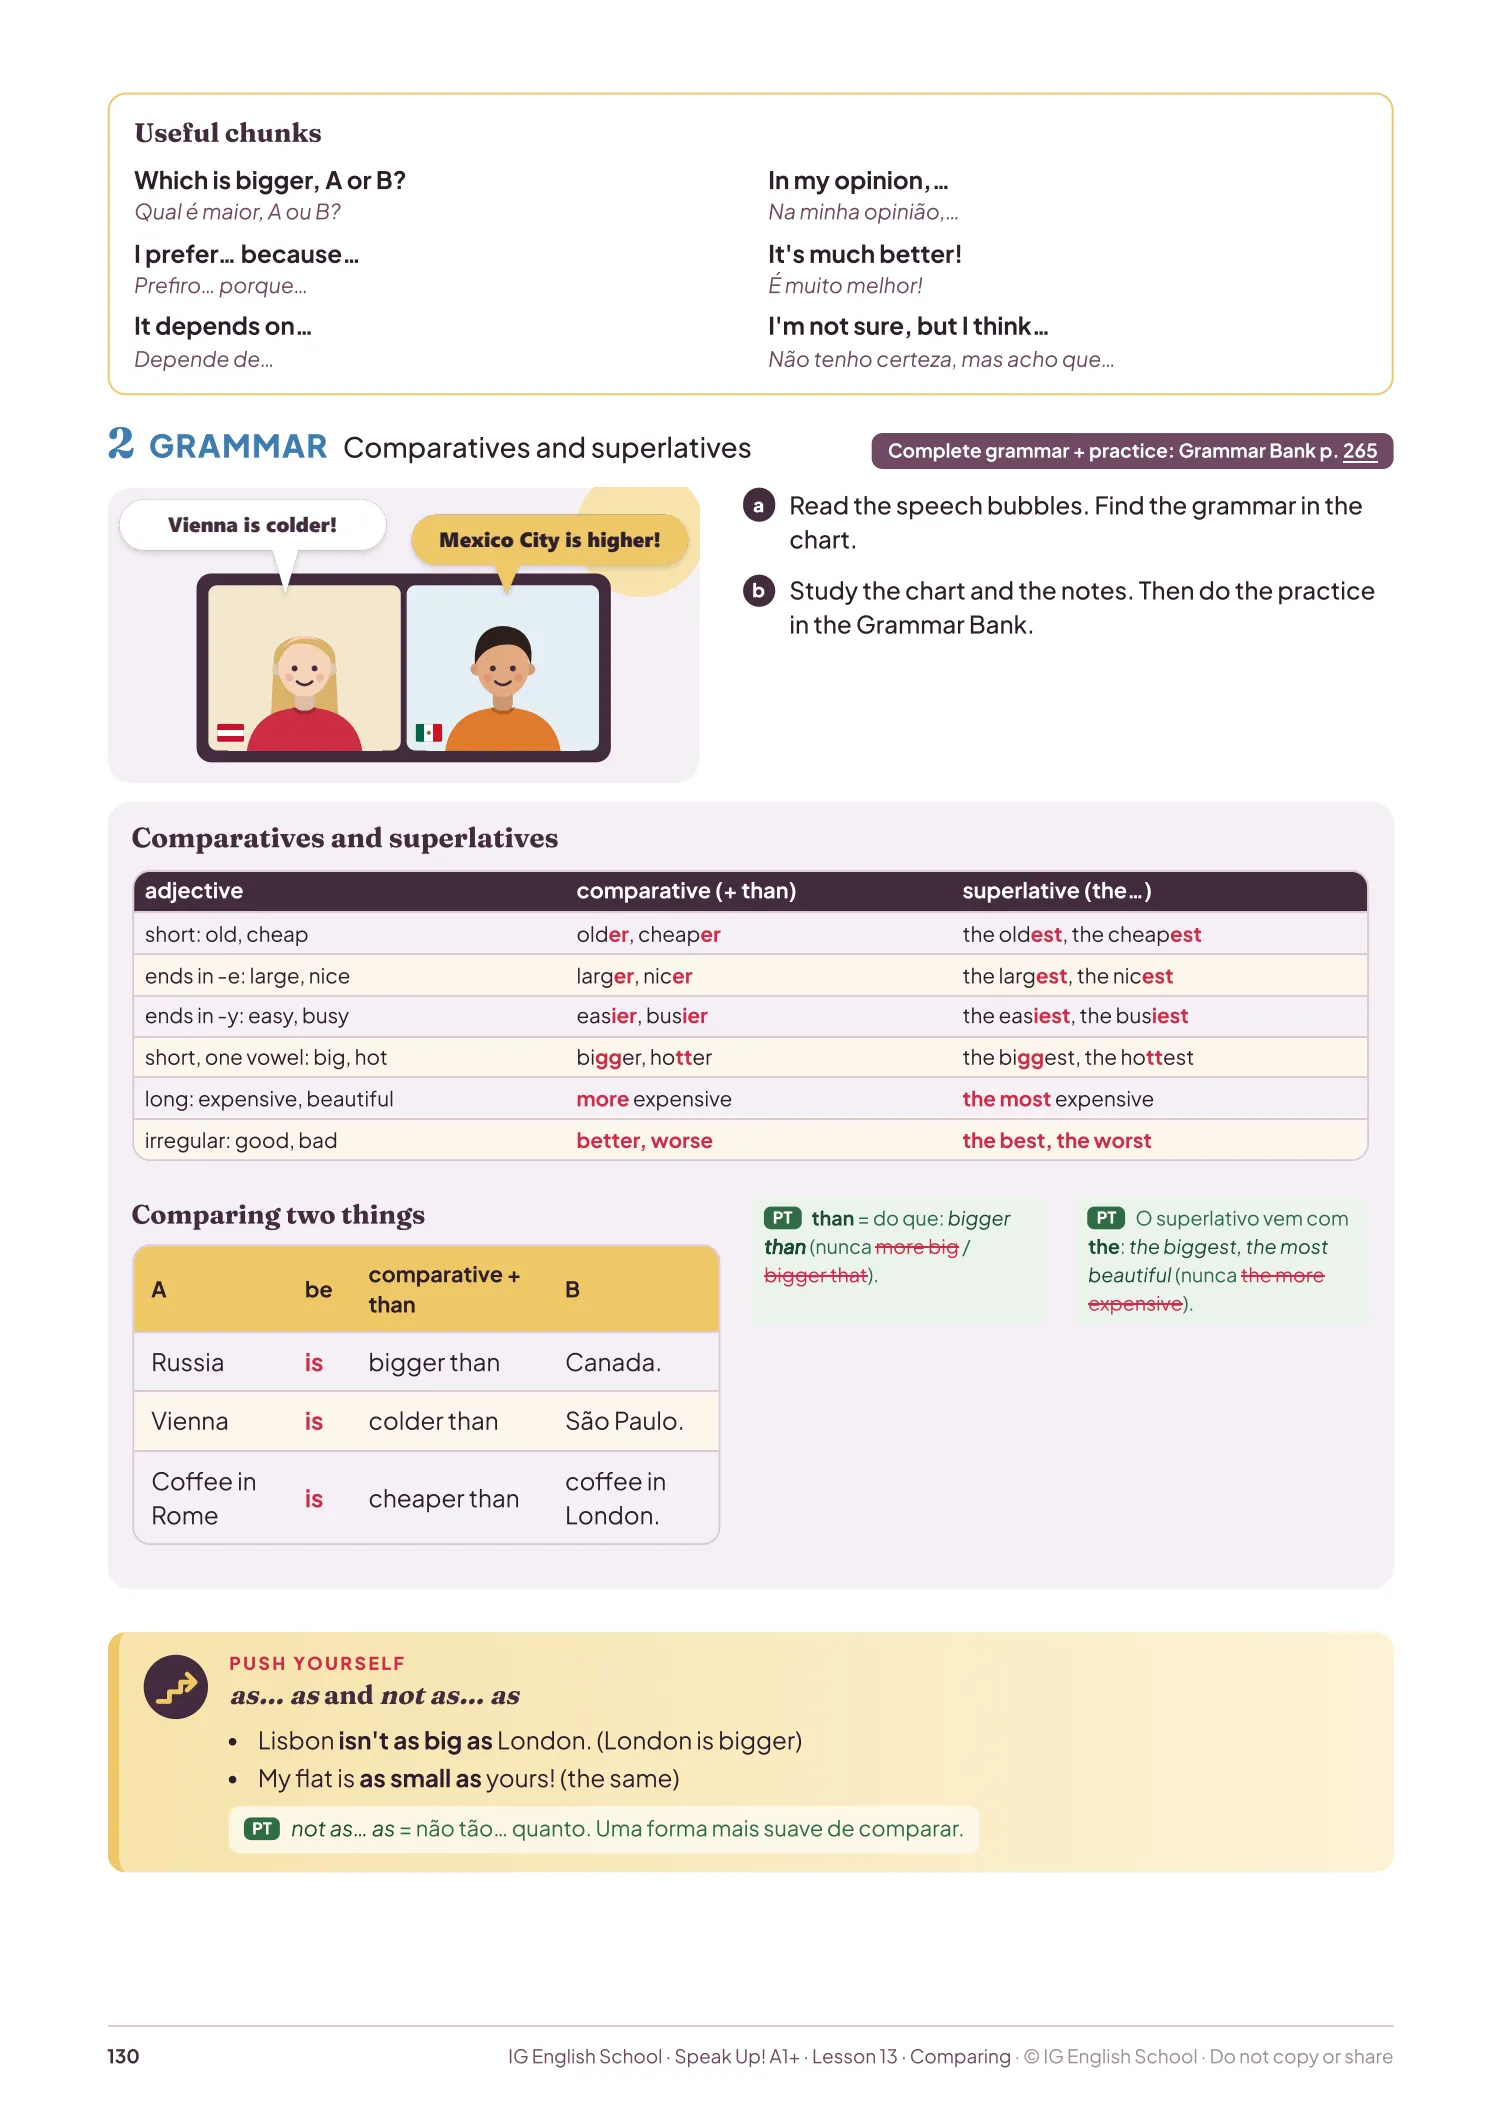 Useful chunks
Which is bigger, A or B?
Qual é maior, A ou B?
I prefer… because…
Prefiro… porque…
It depends on…
Depende de…
In my opinion,…
Na minha opinião,…
It's much better!
É muito melhor!
I'm not sure, but I think…
Não tenho certeza, mas acho que…
2 GRAMMAR Comparatives and superlatives
Complete grammar + practice: Grammar Bank p. 265
Vienna is colder!
Mexico City is higher!
a Read the speech bubbles. Find the grammar in the
chart.
b Study the chart and the notes. Then do the practice
in the Grammar Bank.
Comparatives and superlatives
adjective comparative (+ than) superlative (the…)
short: old, cheap older, cheaper the oldest, the cheapest
ends in -e: large, nice larger, nicer the largest, the nicest
ends in -y: easy, busy easier, busier the easiest, the busiest
short, one vowel: big, hot bigger, hotter the biggest, the hottest
long: expensive, beautiful more expensive the most expensive
irregular: good, bad better, worse the best, the worst
Comparing two things
A be comparative + than B
Russia is bigger than Canada.
Vienna is colder than São Paulo.
Coffee in Rome is cheaper than coffee in London.
PT than = do que: bigger
than (nunca more big /
bigger that).
PT O superlativo vem com
the: the biggest, the most
beautiful (nunca the more
expensive).
PUSH YOURSELF
as… as and not as… as
• Lisbon isn't as big as London. (London is bigger)
• My flat is as small as yours! (the same)
PT not as… as = não tão… quanto. Uma forma mais suave de comparar.
130
IG English School · Speak Up! A1+ · Lesson 13 · Comparing · © IG English School · Do not copy or share